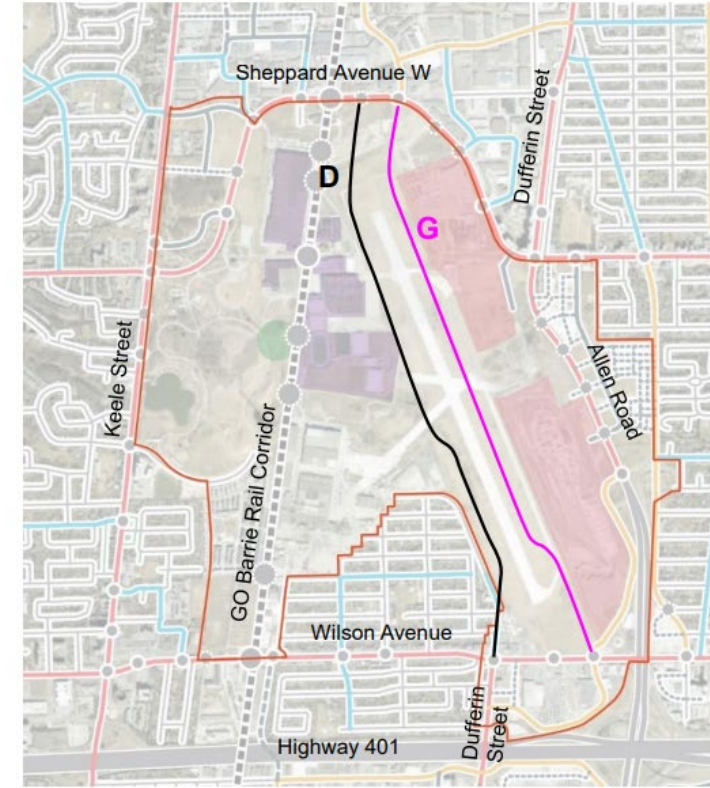 Sheppard Avenue W
Dufferin Street
D
G
Keele Street
Allen Road
GO Barrie Rail Corridor
Wilson Avenue
Dufferin
Street
Highway 401